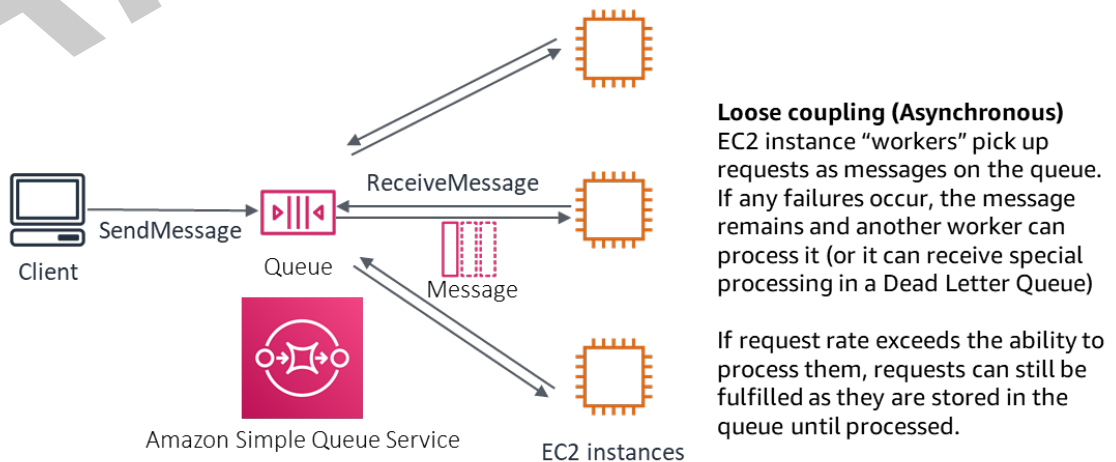 Loose coupling (Asynchronous)
EC2 instance “workers” pick up
requests as messages on the queue.
If any failures occur, the message
remains and another worker can
process it (or it can receive special
processing in a Dead Letter Queue)
If request rate exceeds the ability to
process them, requests can still be
fulfilled as they are stored in the
queue until processed.
ReceiveMessage
SendMessage
Client
Queue
Message
Amazon Simple Queue Service
EC2 instances